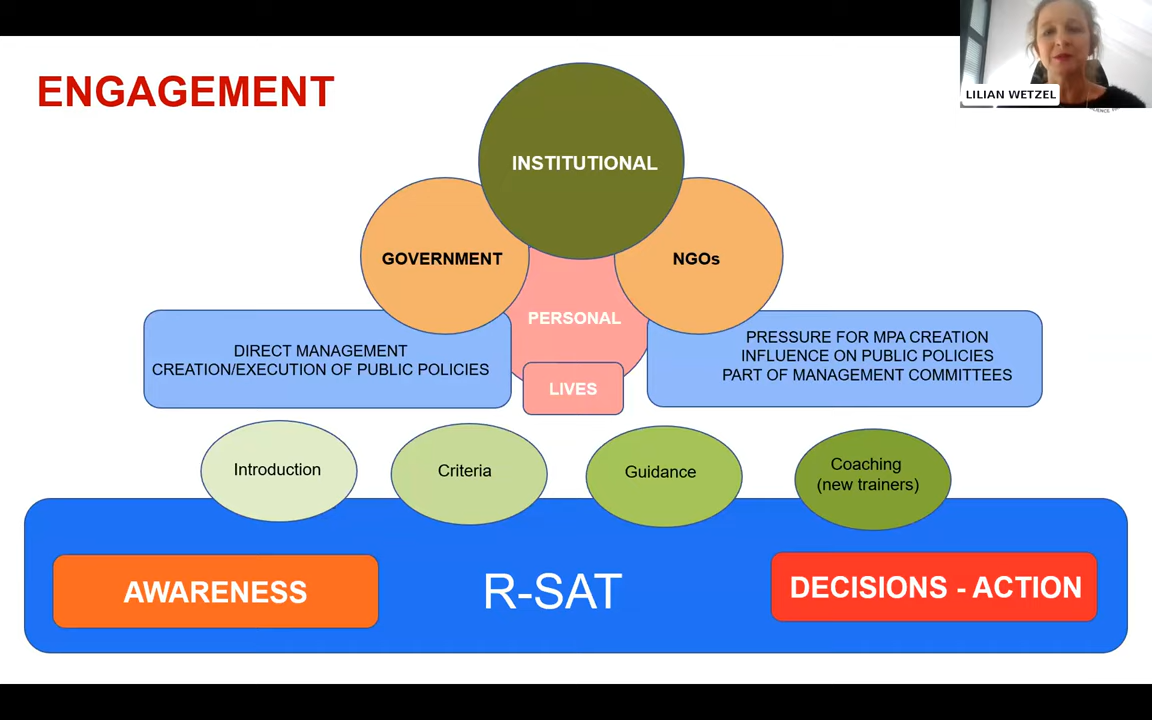 LILIAN WETZEL
ENGAGEMENT
INSTITUTIONAL
GOVERNMENT
NGOs
PERSONAL
DIRECT MANAGEMENT
CREATION/EXECUTION OF PUBLIC POLICIES
LIVES
PRESSURE FOR MPA CREATION
INFLUENCE ON PUBLIC POLICIES
PART OF MANAGEMENT COMMITTEES
Introduction
Criteria
Guidance
Coaching
(new trainers)
AWARENESS
R-SAT
DECISIONS - ACTION